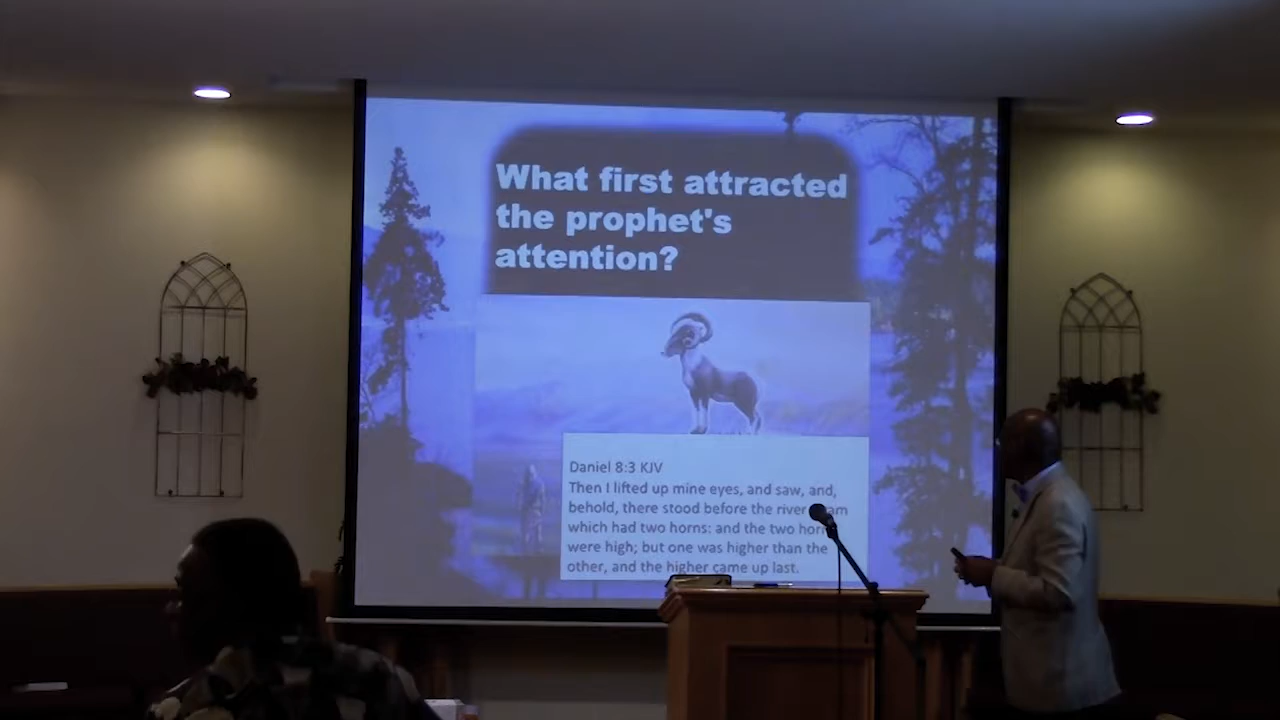 What first attracted
the prophet's
attention?
Daniel 8:3 KJV
Then I lifted up mine eyes, and saw, and,
behold, there stood before the river
which had two horns: and the two
were high; but one was higher than the
other, and the higher came up last.